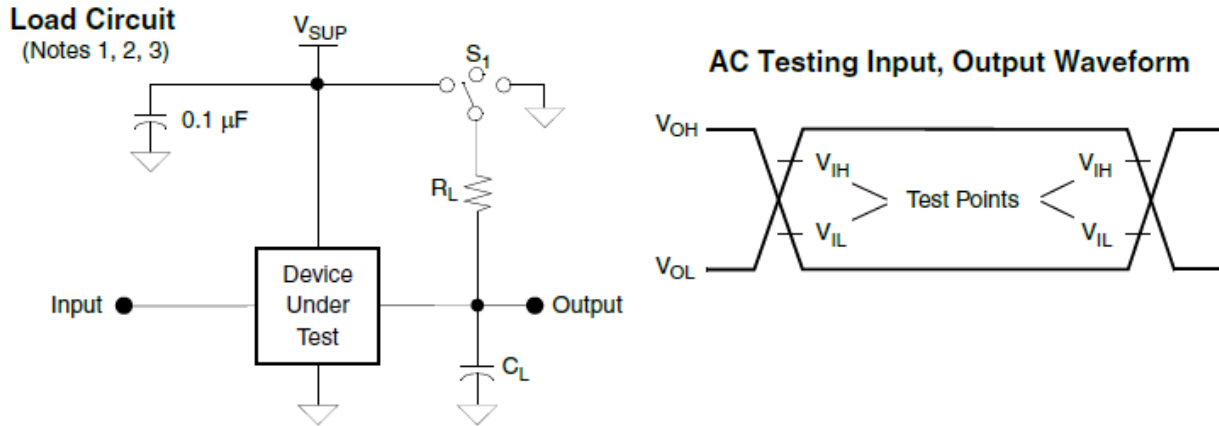 Load Circuit
(Notes 1, 2, 3)
VSUP
S1
0.1 µF
RL
Device
Under
Test
Input
Output
CL
AC Testing Input, Output Waveform
VOH
VIH
VIH
Test Points
VIL
VIL
VOL